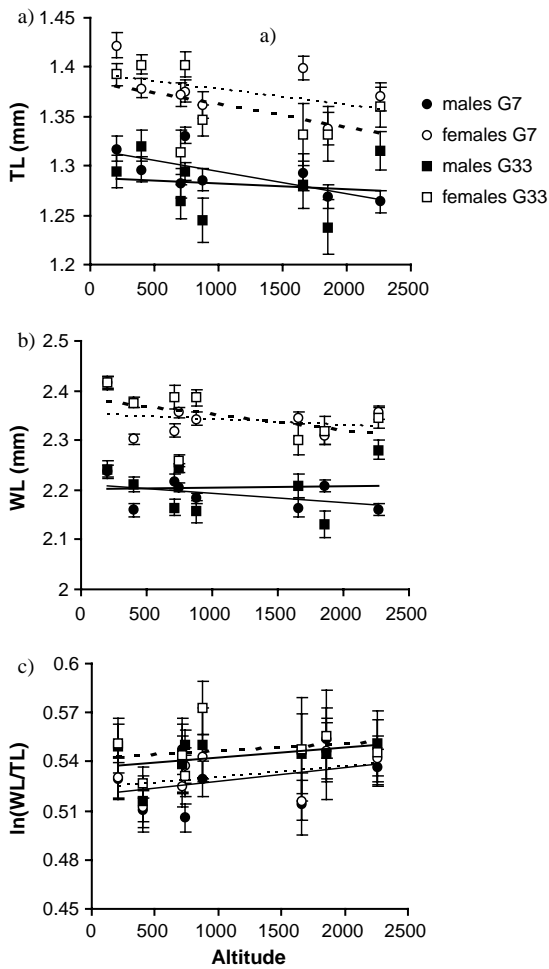 a)
a)
1.45
1.4
1.35
1.3
1.25
1.2
TL (mm)
0 500 1000 1500 2000 2500
males G7
females G7
males G33
females G33
b)
2.5
2.4
2.3
2.2
2.1
2
WL (mm)
0 500 1000 1500 2000 2500
c)
0.6
0.57
0.54
0.51
0.48
0.45
ln(WL/TL)
0 500 1000 1500 2000 2500
Altitude